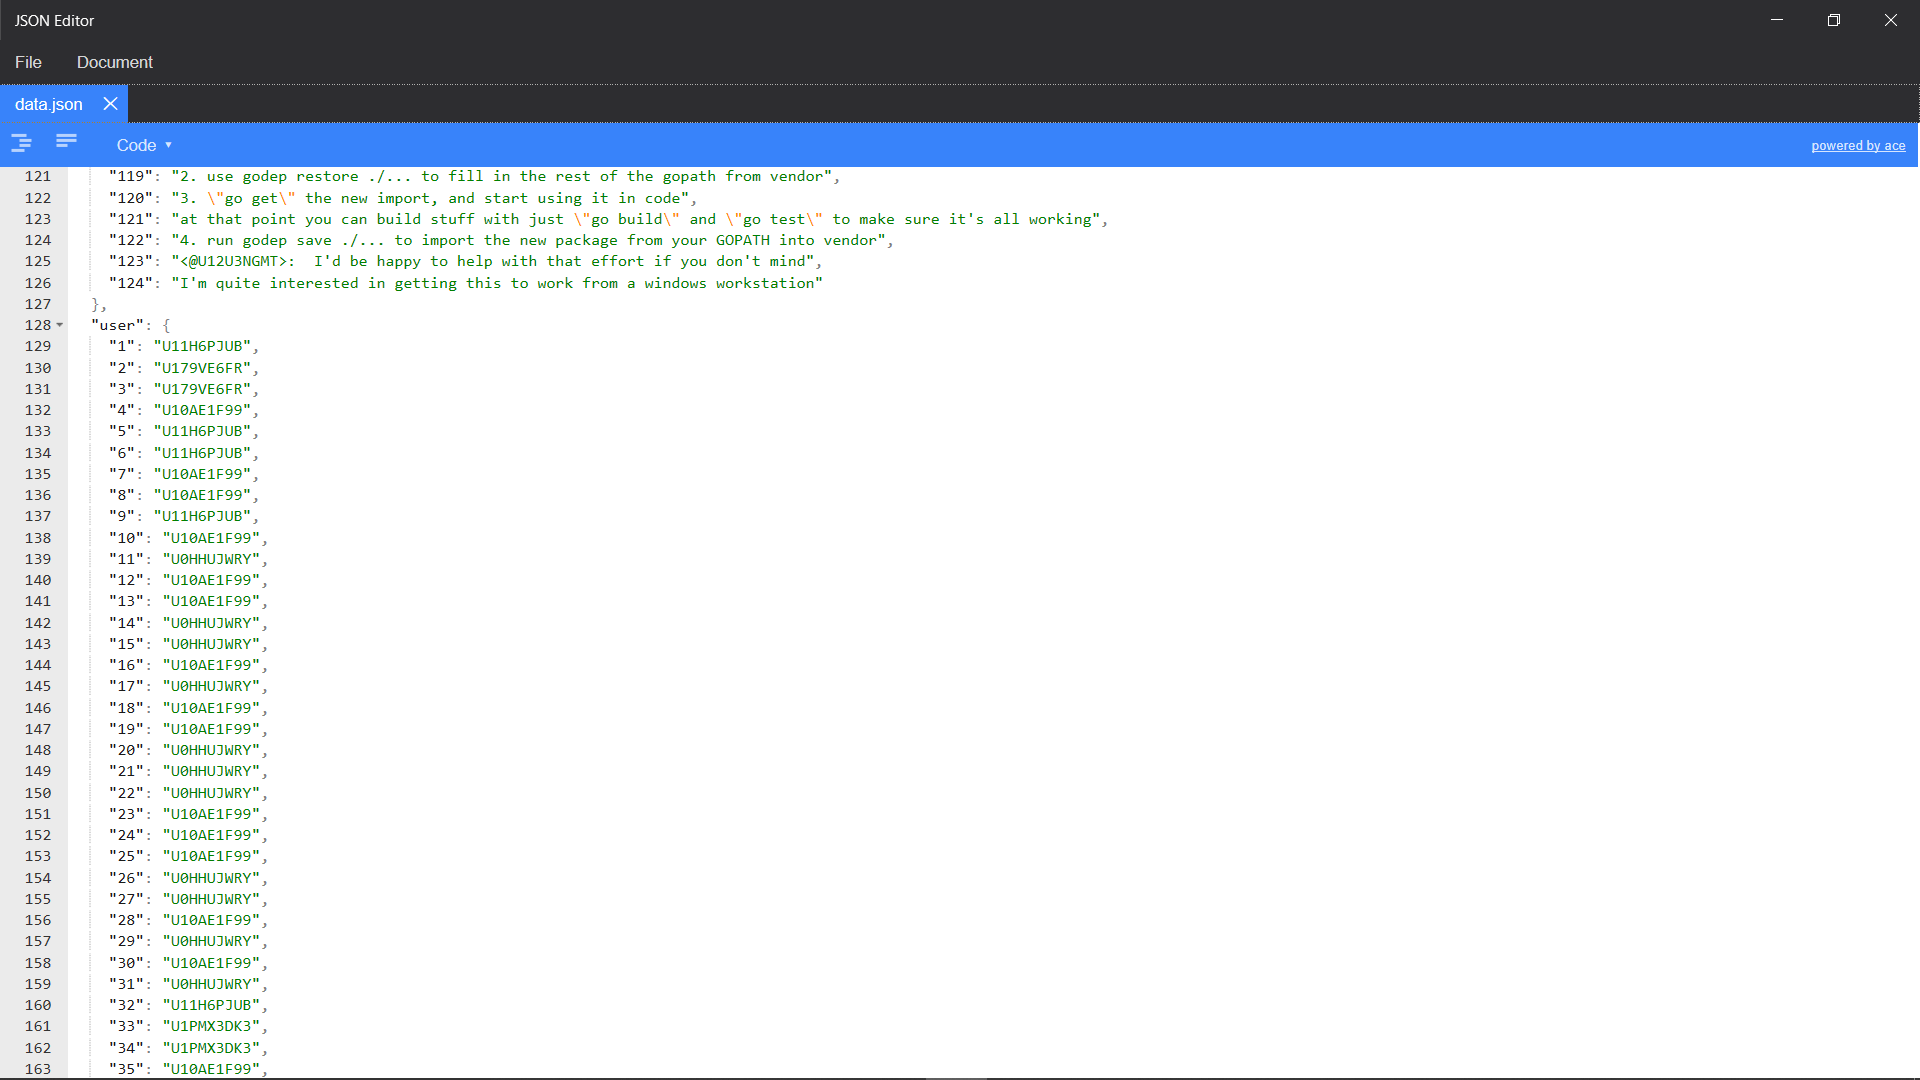 JSON Editor
File Document
data.json
Code ▾ powered by ace
121 "119": "2. use godep restore ./... to fill in the rest of the gopath from vendor",
122 "120": "3. \"go get\" the new import, and start using it in code",
123 "121": "at that point you can build stuff with just \"go build\" and \"go test\" to make sure it's all working",
124 "122": "4. run godep save ./... to import the new package from your GOPATH into vendor",
125 "123": "<@U12U3NGMT>:  I'd be happy to help with that effort if you don't mind",
126 "124": "I'm quite interested in getting this to work from a windows workstation"
127 },
128 "user": {
129 "1": "U11H6PJUB",
130 "2": "U179VE6FR",
131 "3": "U179VE6FR",
132 "4": "U10AE1F99",
133 "5": "U11H6PJUB",
134 "6": "U11H6PJUB",
135 "7": "U10AE1F99",
136 "8": "U10AE1F99",
137 "9": "U11H6PJUB",
138 "10": "U10AE1F99",
139 "11": "U0HHUJWRY",
140 "12": "U10AE1F99",
141 "13": "U10AE1F99",
142 "14": "U0HHUJWRY",
143 "15": "U0HHUJWRY",
144 "16": "U10AE1F99",
145 "17": "U0HHUJWRY",
146 "18": "U10AE1F99",
147 "19": "U10AE1F99",
148 "20": "U0HHUJWRY",
149 "21": "U0HHUJWRY",
150 "22": "U0HHUJWRY",
151 "23": "U10AE1F99",
152 "24": "U10AE1F99",
153 "25": "U10AE1F99",
154 "26": "U0HHUJWRY",
155 "27": "U0HHUJWRY",
156 "28": "U10AE1F99",
157 "29": "U0HHUJWRY",
158 "30": "U10AE1F99",
159 "31": "U0HHUJWRY",
160 "32": "U11H6PJUB",
161 "33": "U1PMX3DK3",
162 "34": "U1PMX3DK3",
163 "35": "U10AE1F99",